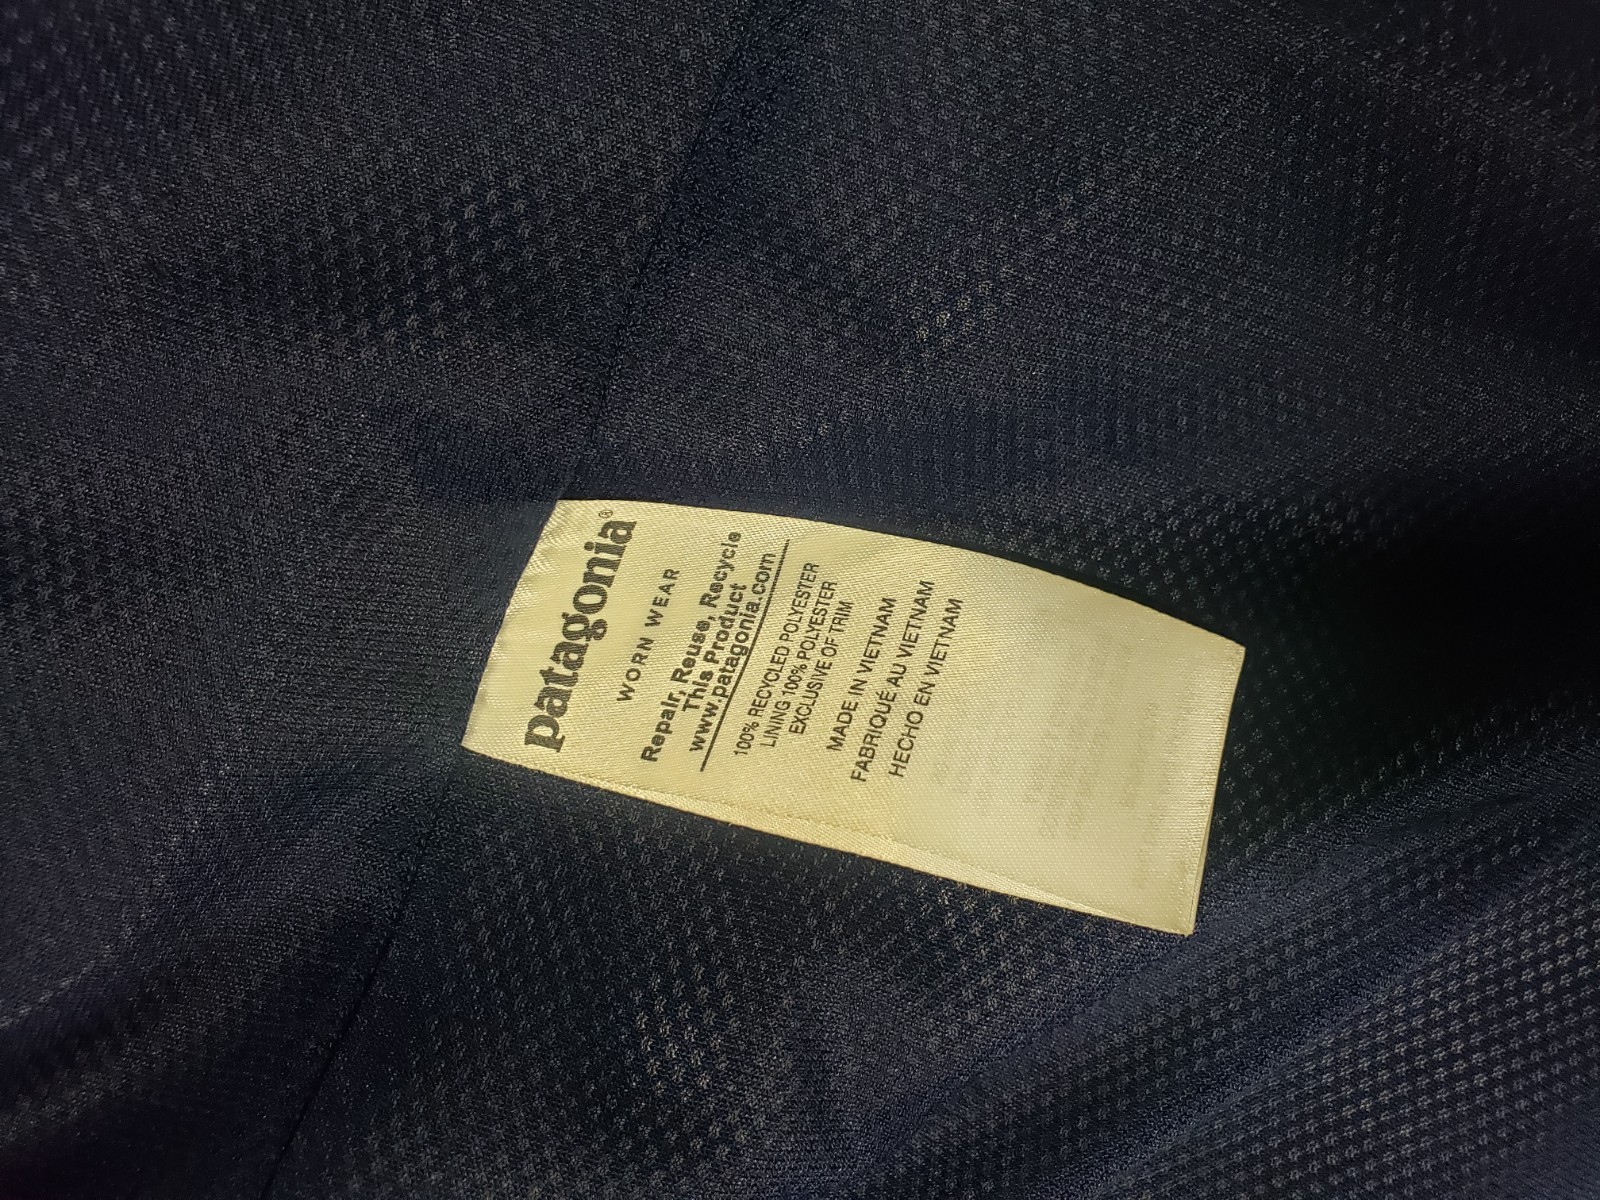 patagonia®
WORN WEAR
Repair, Reuse, Recycle
This Product
www.patagonia.com
100% RECYCLED POLYESTER
LINING 100% POLYESTER
EXCLUSIVE OF TRIM
MADE IN VIETNAM
FABRIQUÉ AU VIETNAM
HECHO EN VIETNAM